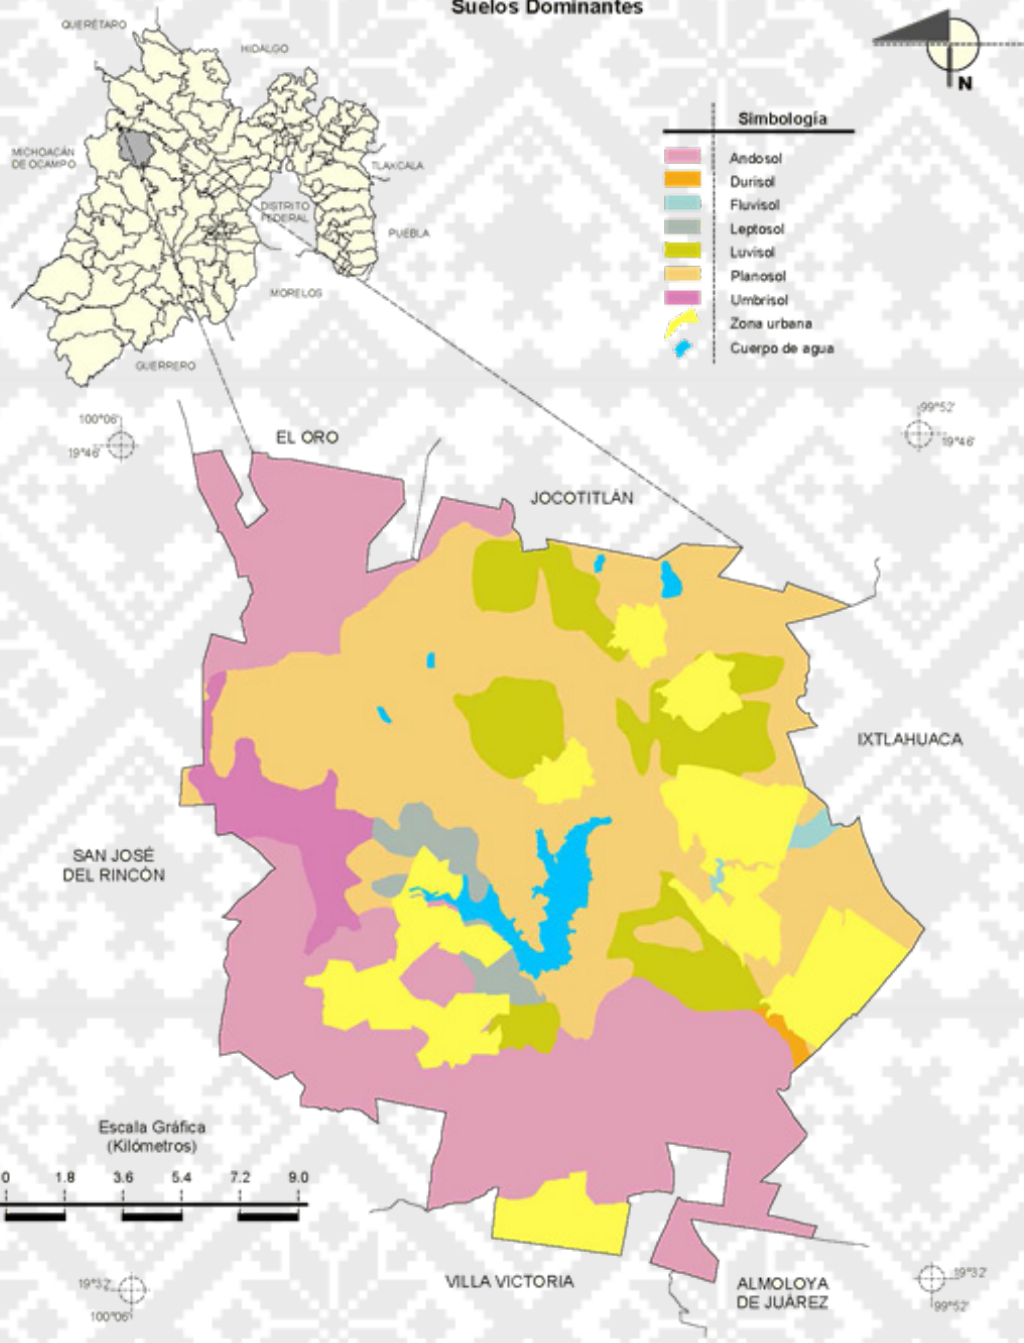 Suelos Dominantes
QUERÉTARO
HIDALGO
MICHOACÁN
DE OCAMPO
TLAXCALA
DISTRITO
FEDERAL
PUEBLA
MORELOS
GUERRERO
N
Simbología
Andosol
Durisol
Fluvisol
Leptosol
Luvisol
Planosol
Umbrisol
Zona urbana
Cuerpo de agua
100°06'
19°46'
99°52'
19°46'
EL ORO
JOCOTITLÁN
IXTLAHUACA
SAN JOSÉ
DEL RINCÓN
Escala Gráfica
(Kilómetros)
0 1.8 3.6 5.4 7.2 9.0
19°32'
100°06'
VILLA VICTORIA
ALMOLOYA
DE JUÁREZ
19°32'
99°52'